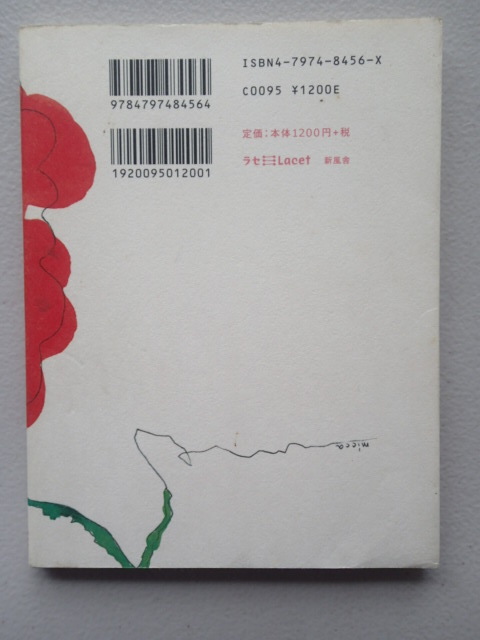 ISBN4-7974-8456-X
9784797484564
C0095 ¥1200E
定価：本体1200円+税
1920095012001
ラセ Lacet 新風舎
micca